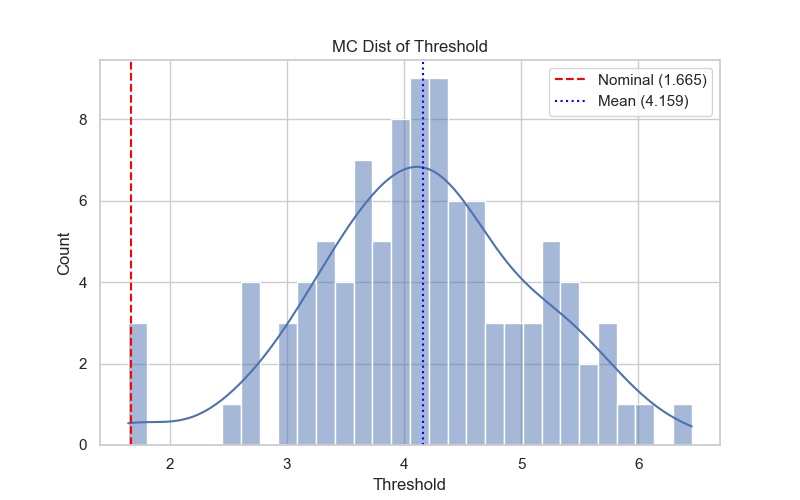 MC Dist of Threshold
Nominal (1.665)
Mean (4.159)
Count
8
6
4
2
0
2 3 4 5 6
Threshold